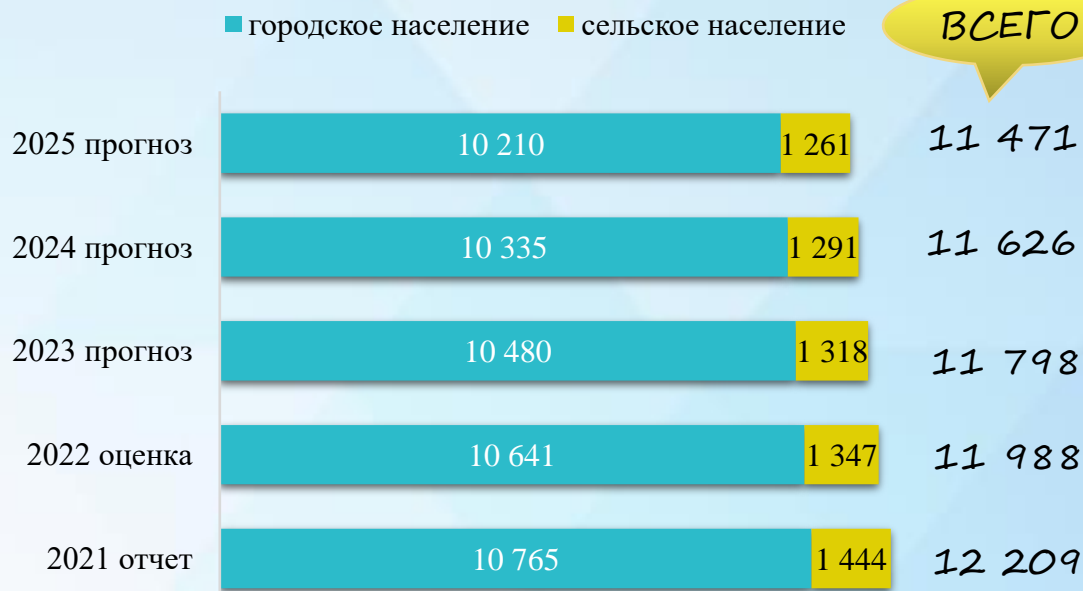 городское население сельское население ВСЕГО
2025 прогноз 10 210 1 261 11 471
2024 прогноз 10 335 1 291 11 626
2023 прогноз 10 480 1 318 11 798
2022 оценка 10 641 1 347 11 988
2021 отчет 10 765 1 444 12 209